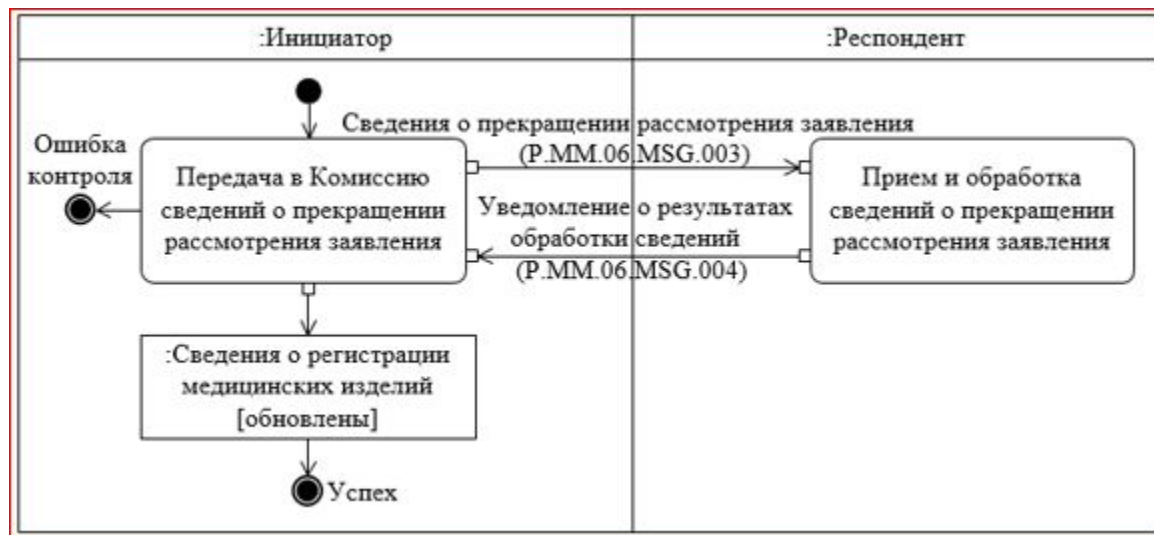 :Инициатор
:Респондент
Сведения о прекращении рассмотрения заявления
(P.MM.06.MSG.003)
Ошибка
контроля
Передача в Комиссию
сведений о прекращении
рассмотрения заявления
Прием и обработка
сведений о прекращении
рассмотрения заявления
Уведомление о результатах
обработки сведений
(P.MM.06.MSG.004)
:Сведения о регистрации
медицинских изделий
[обновлены]
Успех